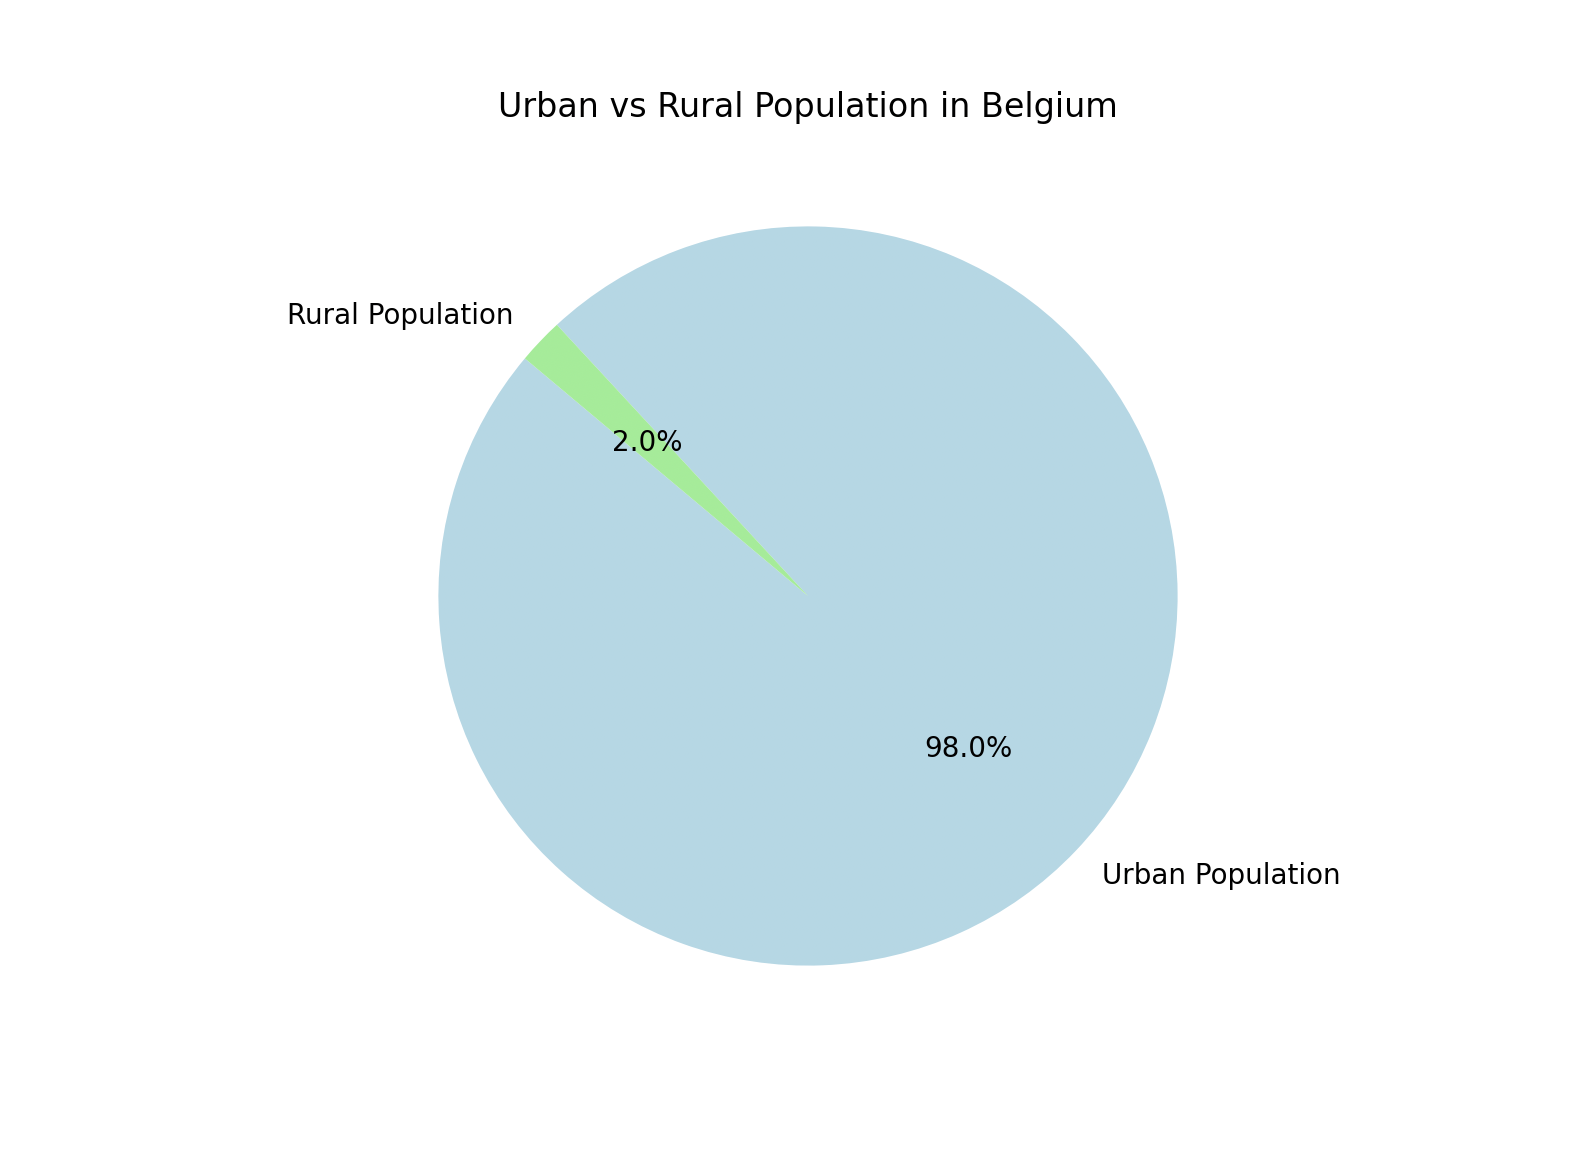 Urban vs Rural Population in Belgium
Rural Population
2.0%
98.0%
Urban Population